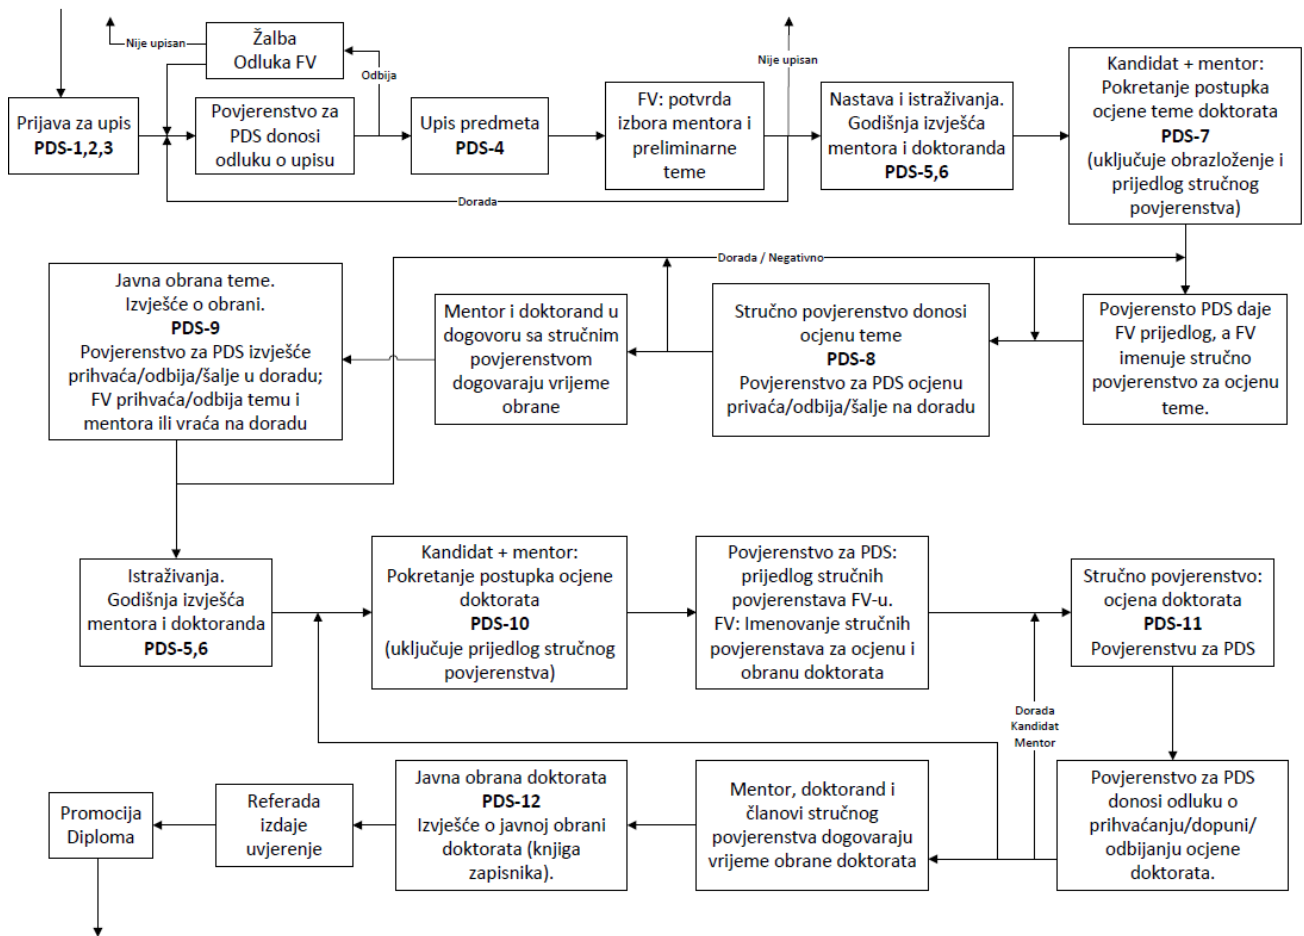 Nije upisan
Žalba
Odluka FV
Odbija
Nije upisan
Prijava za upis
PDS-1,2,3
Povjerenstvo za
PDS donosi
odluku o upisu
Upis predmeta
PDS-4
FV: potvrda
izbora mentora i
preliminarne
teme
Nastava i istraživanja.
Godišnja izvješća
mentora i doktoranda
PDS-5,6
Kandidat + mentor:
Pokretanje postupka
ocjene teme doktorata
PDS-7
(uključuje obrazloženje i
prijedlog stručnog
povjerenstva)
Dorada
Dorada / Negativno
Javna obrana teme.
Izvješće o obrani.
PDS-9
Povjerenstvo za PDS izvješće
prihvaća/odbija/šalje u doradu;
FV prihvaća/odbija temu i
mentora ili vraća na doradu
Mentor i doktorand u
dogovoru sa stručnim
povjerenstvom
dogovaraju vrijeme
obrane
Stručno povjerenstvo donosi
ocjenu teme
PDS-8
Povjerenstvo za PDS ocjenu
privaća/odbija/šalje na doradu
Povjerensto PDS daje
FV prijedlog, a FV
imenuje stručno
povjerenstvo za ocjenu
teme.
Istraživanja.
Godišnja izvješća
mentora i doktoranda
PDS-5,6
Kandidat + mentor:
Pokretanje postupka ocjene
doktorata
PDS-10
(uključuje prijedlog stručnog
povjerenstva)
Povjerenstvo za PDS:
prijedlog stručnih
povjerenstava FV-u.
FV: Imenovanje stručnih
povjerenstava za ocjenu i
obranu doktorata
Stručno povjerenstvo:
ocjena doktorata
PDS-11
Povjerenstvu za PDS
Dorada
Kandidat
Mentor
Promocija
Diploma
Referada
izdaje
uvjerenje
Javna obrana doktorata
PDS-12
Izvješće o javnoj obrani
doktorata (knjiga
zapisnika).
Mentor, doktorand i
članovi stručnog
povjerenstva dogovaraju
vrijeme obrane doktorata
Povjerenstvo za PDS
donosi odluku o
prihvaćanju/dopuni/
odbijanju ocjene
doktorata.